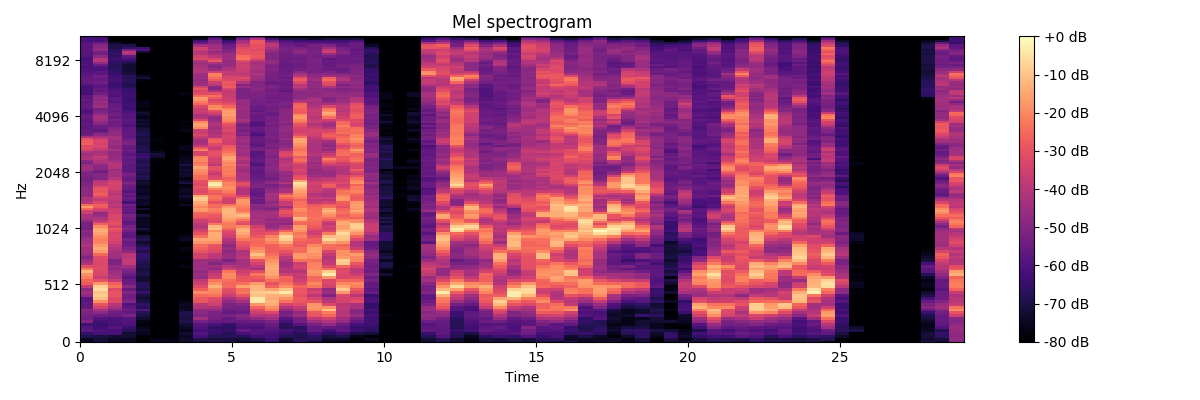 Mel spectrogram
8192
4096
2048
1024
512
0
Hz
0 5 10 15 20 25
Time
+0 dB
-10 dB
-20 dB
-30 dB
-40 dB
-50 dB
-60 dB
-70 dB
-80 dB